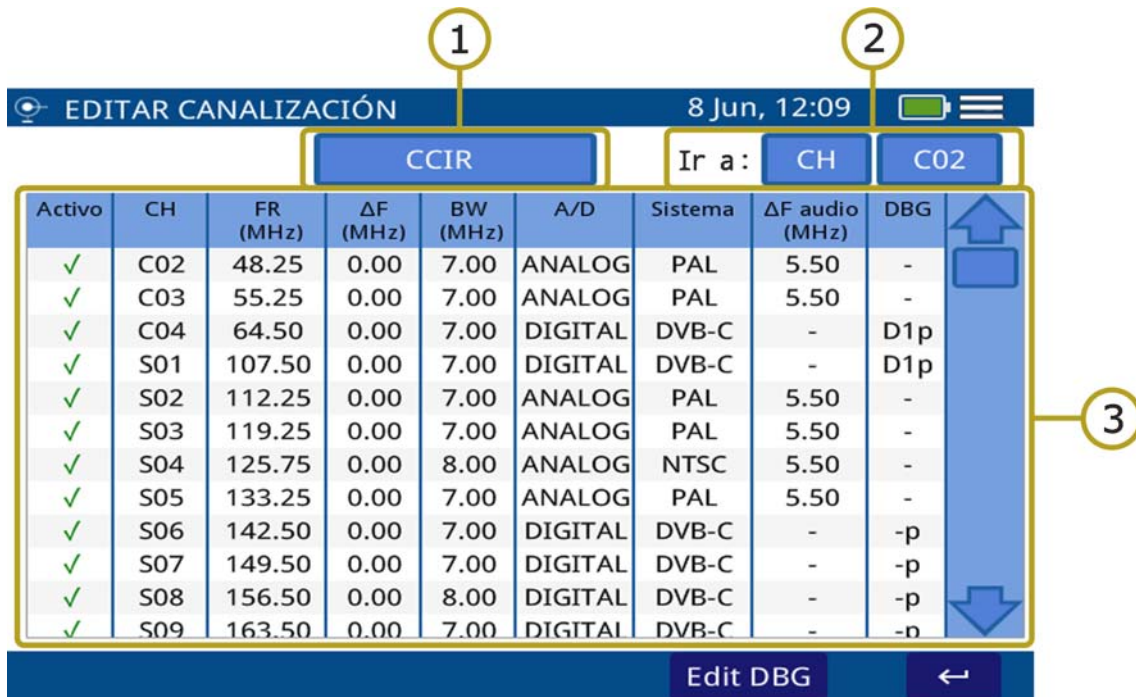 1
2
EDITAR CANALIZACIÓN 8 Jun, 12:09
CCIR Ir a: CH C02
Activo CH FR (MHz) ΔF (MHz) BW (MHz) A/D Sistema ΔF audio (MHz) DBG
✓ C02 48.25 0.00 7.00 ANALOG PAL 5.50 -
✓ C03 55.25 0.00 7.00 ANALOG PAL 5.50 -
✓ C04 64.50 0.00 7.00 DIGITAL DVB-C - D1p
✓ S01 107.50 0.00 7.00 DIGITAL DVB-C - D1p
✓ S02 112.25 0.00 7.00 ANALOG PAL 5.50 -
✓ S03 119.25 0.00 7.00 ANALOG PAL 5.50 -
✓ S04 125.75 0.00 8.00 ANALOG NTSC 5.50 -
✓ S05 133.25 0.00 7.00 ANALOG PAL 5.50 -
✓ S06 142.50 0.00 7.00 DIGITAL DVB-C - -p
✓ S07 149.50 0.00 7.00 DIGITAL DVB-C - -p
✓ S08 156.50 0.00 8.00 DIGITAL DVB-C - -p
✓ S09 163.50 0.00 7.00 DIGITAL DVB-C - -p
3
Edit DBG